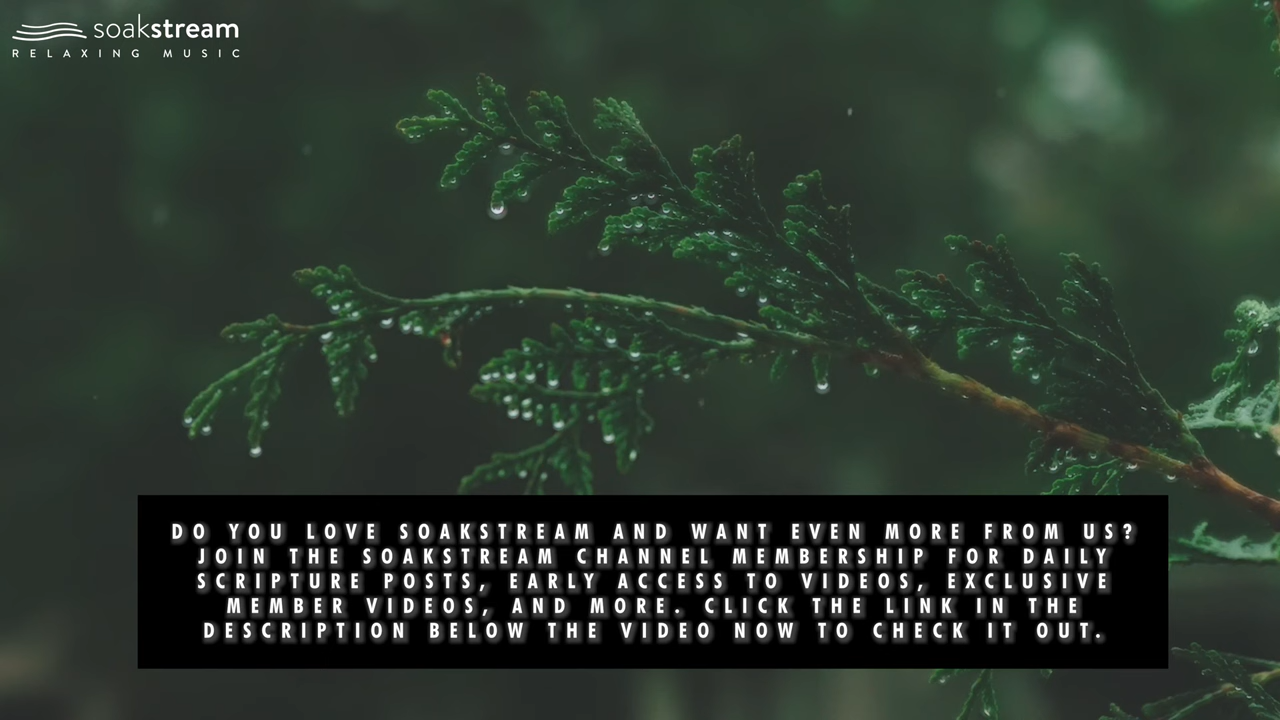 soakstream
RELAXING MUSIC
DO YOU LOVE SOAKSTREAM AND WANT EVEN MORE FROM US?
JOIN THE SOAKSTREAM CHANNEL MEMBERSHIP FOR DAILY
SCRIPTURE POSTS, EARLY ACCESS TO VIDEOS, EXCLUSIVE
MEMBER VIDEOS, AND MORE. CLICK THE LINK IN THE
DESCRIPTION BELOW THE VIDEO NOW TO CHECK IT OUT.